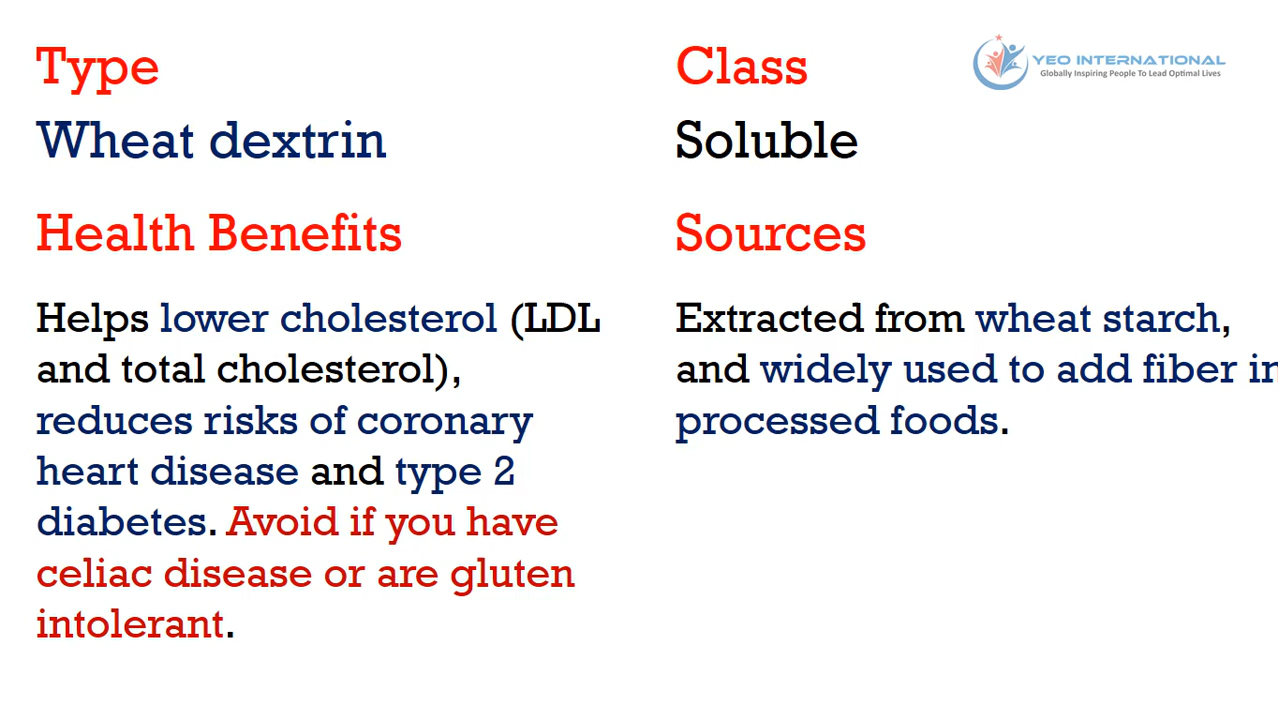 Type
Wheat dextrin
Health Benefits
Helps lower cholesterol (LDL
and total cholesterol),
reduces risks of coronary
heart disease and type 2
diabetes. Avoid if you have
celiac disease or are gluten
intolerant.
Class
Soluble
Sources
Extracted from wheat starch,
and widely used to add fiber in
processed foods.
YEO INTERNATIONAL
Globally Inspiring People To Lead Optimal Lives